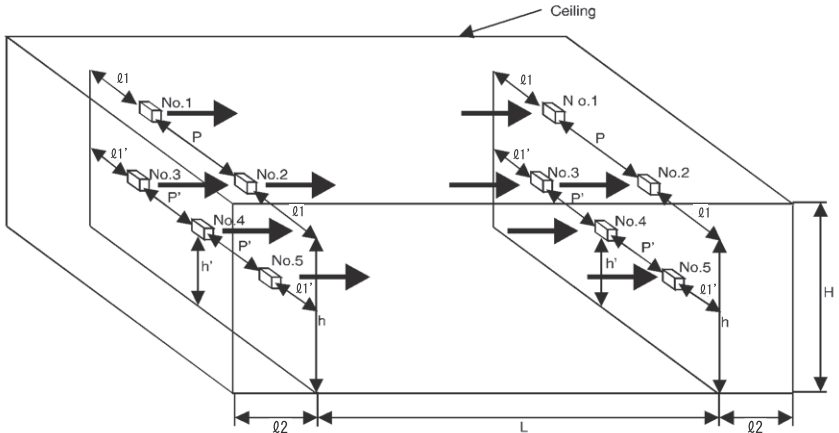 Ceiling
ℓ1
No.1
P
No.2
ℓ1
ℓ1'
No.3
P'
No.4
P'
No.5
ℓ1'
h'
h
ℓ1
N o.1
P
No.2
ℓ1
ℓ1'
No.3
P'
No.4
P'
No.5
ℓ1'
h'
h
H
ℓ2
L
ℓ2